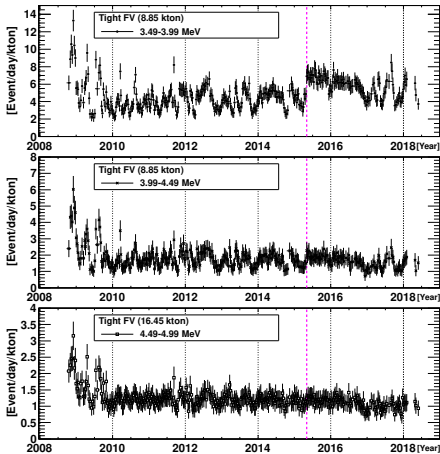 [Event/day/kton]
14
12
10
8
6
4
2
0
Tight FV (8.85 kton)
3.49-3.99 MeV
2008 2010 2012 2014 2016 2018 [Year]
[Event/day/kton]
8
7
6
5
4
3
2
1
0
Tight FV (8.85 kton)
3.99-4.49 MeV
2008 2010 2012 2014 2016 2018 [Year]
[Event/day/kton]
4
3.5
3
2.5
2
1.5
1
0.5
0
Tight FV (16.45 kton)
4.49-4.99 MeV
2008 2010 2012 2014 2016 2018 [Year]